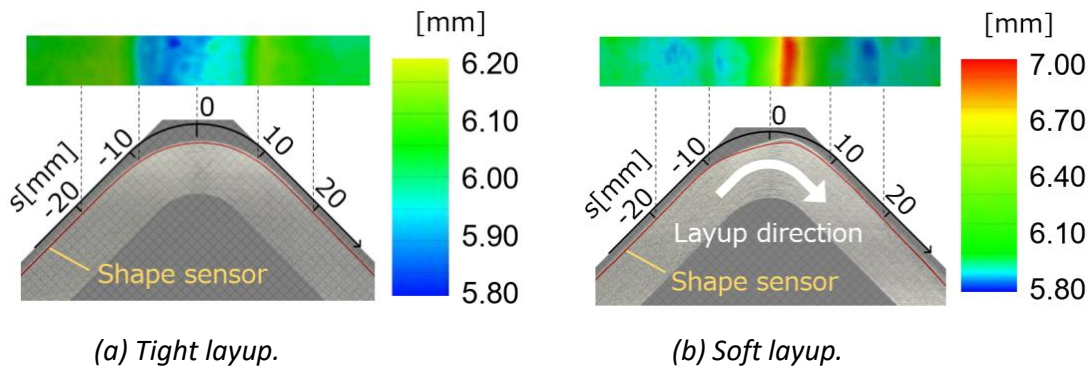 [mm]
6.20
6.10
6.00
5.90
5.80
0
-10
10
-20
20
s[mm]
Shape sensor
(a) Tight layup.
[mm]
7.00
6.70
6.40
6.10
5.80
0
-10
10
-20
20
s[mm]
Layup direction
Shape sensor
(b) Soft layup.